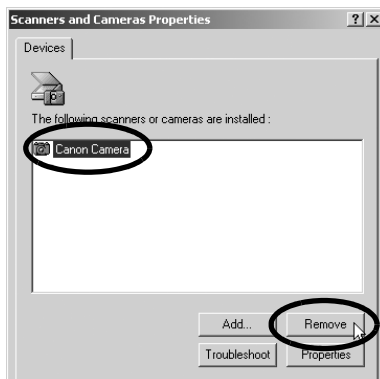 Scanners and Cameras Properties
Devices
The following scanners or cameras are installed :
Canon Camera
Add... Remove
Troubleshoot Properties